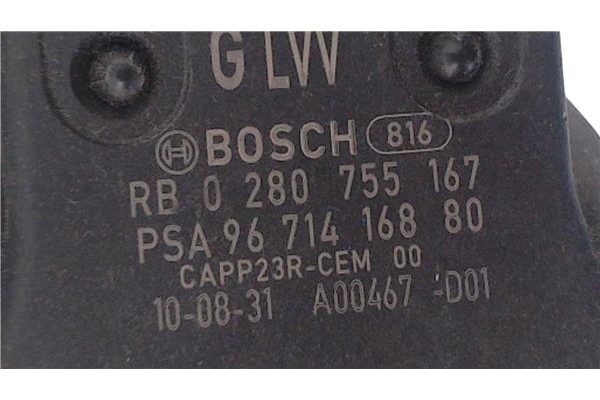 G LVV
BOSCH 816
RB 0 280 755 167
PSA 96 714 168 80
CAPP23R-CEM 00
10-08-31 A00467 -D01